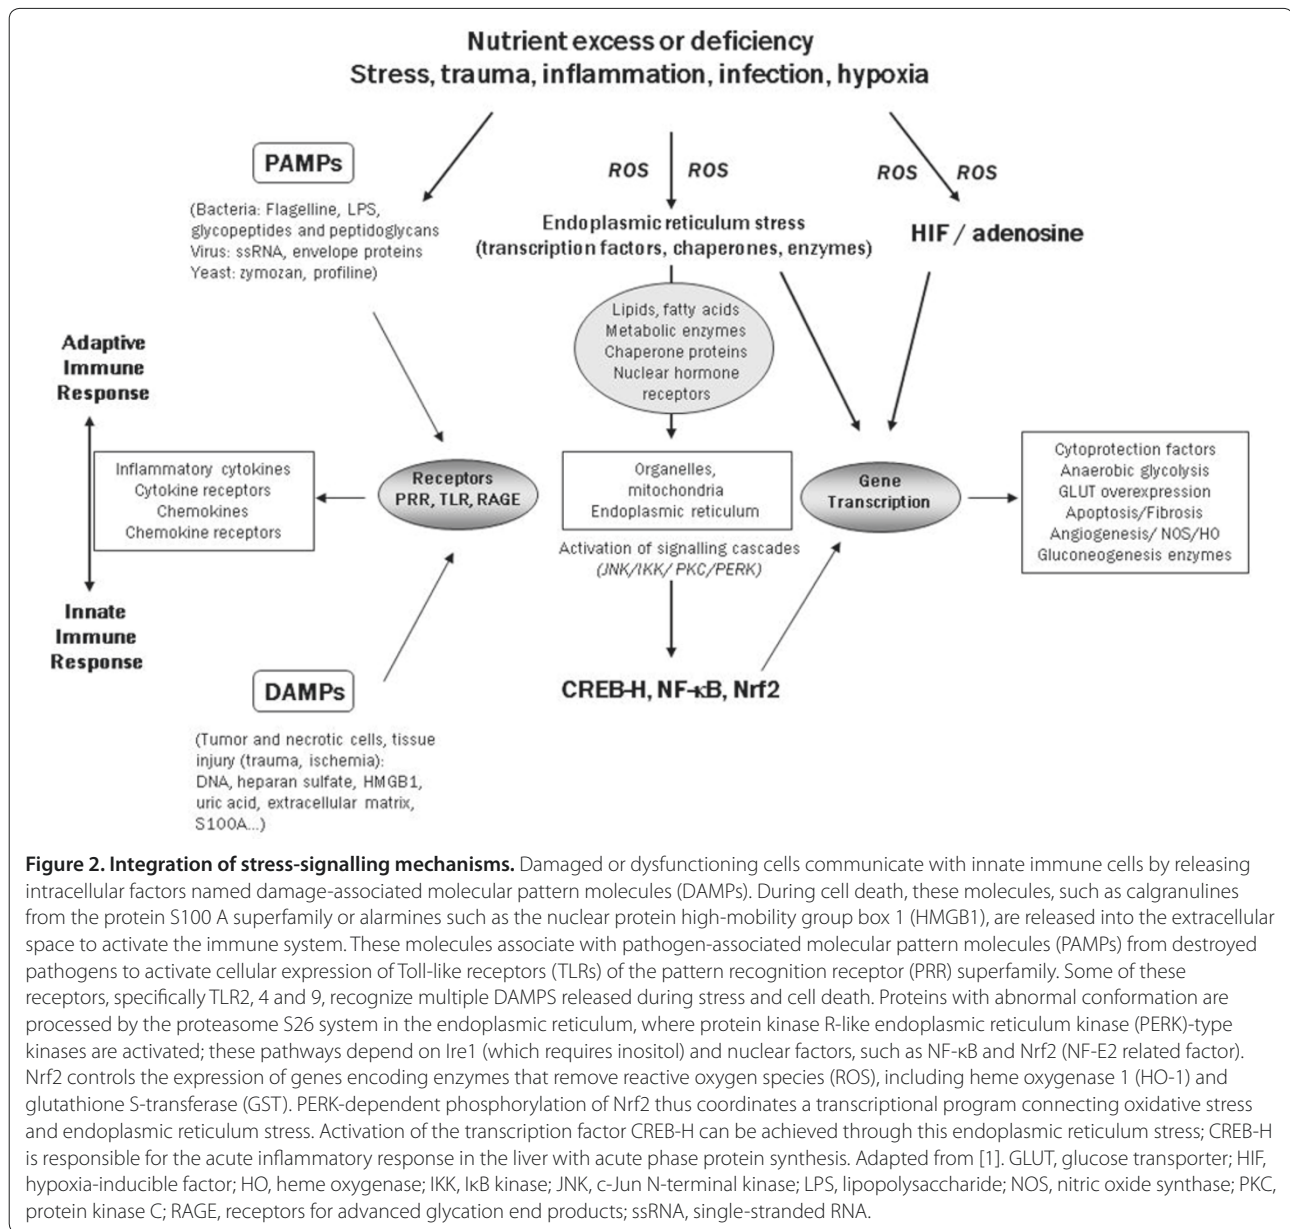 Nutrient excess or deficiency
Stress, trauma, inflammation, infection, hypoxia
PAMPs
(Bacteria: Flagelline, LPS,
glycopeptides and peptidoglycans
Virus: ssRNA, envelope proteins
Yeast: zymozan, profiline)
ROS ROS
ROS ROS
Endoplasmic reticulum stress
(transcription factors, chaperones, enzymes)
HIF / adenosine
Lipids, fatty acids
Metabolic enzymes
Chaperone proteins
Nuclear hormone
receptors
Adaptive
Immune
Response
Inflammatory cytokines
Cytokine receptors
Chemokines
Chemokine receptors
Receptors
PRR, TLR, RAGE
Organelles,
mitochondria
Endoplasmic reticulum
Gene
Transcription
Cytoprotection factors
Anaerobic glycolysis
GLUT overexpression
Apoptosis/Fibrosis
Angiogenesis/ NOS/HO
Gluconeogenesis enzymes
Activation of signalling cascades
(JNK/IKK/ PKC/PERK)
Innate
Immune
Response
DAMPs
CREB-H, NF-κB, Nrf2
(Tumor and necrotic cells, tissue
injury (trauma, ischemia):
DNA, heparan sulfate, HMGB1,
uric acid, extracellular matrix,
S100A...)
Figure 2. Integration of stress-signalling mechanisms. Damaged or dysfunctioning cells communicate with innate immune cells by releasing
intracellular factors named damage-associated molecular pattern molecules (DAMPs). During cell death, these molecules, such as calgranulines
from the protein S100 A superfamily or alarmines such as the nuclear protein high-mobility group box 1 (HMGB1), are released into the extracellular
space to activate the immune system. These molecules associate with pathogen-associated molecular pattern molecules (PAMPs) from destroyed
pathogens to activate cellular expression of Toll-like receptors (TLRs) of the pattern recognition receptor (PRR) superfamily. Some of these
receptors, specifically TLR2, 4 and 9, recognize multiple DAMPS released during stress and cell death. Proteins with abnormal conformation are
processed by the proteasome S26 system in the endoplasmic reticulum, where protein kinase R-like endoplasmic reticulum kinase (PERK)-type
kinases are activated; these pathways depend on Ire1 (which requires inositol) and nuclear factors, such as NF-κB and Nrf2 (NF-E2 related factor).
Nrf2 controls the expression of genes encoding enzymes that remove reactive oxygen species (ROS), including heme oxygenase 1 (HO-1) and
glutathione S-transferase (GST). PERK-dependent phosphorylation of Nrf2 thus coordinates a transcriptional program connecting oxidative stress
and endoplasmic reticulum stress. Activation of the transcription factor CREB-H can be achieved through this endoplasmic reticulum stress; CREB-H
is responsible for the acute inflammatory response in the liver with acute phase protein synthesis. Adapted from [1]. GLUT, glucose transporter; HIF,
hypoxia-inducible factor; HO, heme oxygenase; IKK, IκB kinase; JNK, c-Jun N-terminal kinase; LPS, lipopolysaccharide; NOS, nitric oxide synthase; PKC,
protein kinase C; RAGE, receptors for advanced glycation end products; ssRNA, single-stranded RNA.